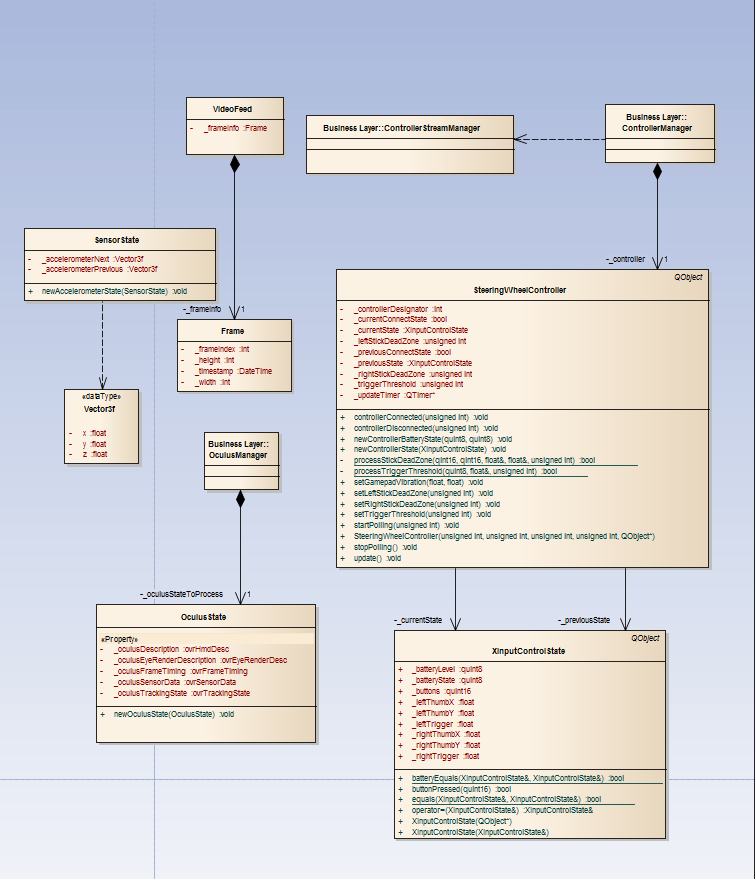 VideoFeed
- _frameInfo :Frame
Business Layer::ControllerStreamManager
Business Layer::
ControllerManager
SensorState
- _accelerometerNext :Vector3f
- _accelerometerPrevious :Vector3f
+ newAccelerometerState(SensorState) :void
-_frameInfo 1
-_controller 1
Frame
- _frameIndex :int
- _height :int
- _timestamp :DateTime
- _width :int
QObject
SteeringWheelController
- _controllerDesignator :int
- _currentConnectState :bool
- _currentState :XInputControlState
- _leftStickDeadZone :unsigned int
- _previousConnectState :bool
- _previousState :XInputControlState
- _rightStickDeadZone :unsigned int
- _triggerThreshold :unsigned int
- _updateTimer :QTimer*
+ controllerConnected(unsigned int) :void
+ controllerDisconnected(unsigned int) :void
+ newControllerBatteryState(quint8, quint8) :void
+ newControllerState(XInputControlState) :void
- processStickDeadZone(qint16, qint16, float&, float&, unsigned int) :bool
- processTriggerThreshold(quint8, float&, unsigned int) :bool
+ setGamepadVibration(float, float) :void
+ setLeftStickDeadZone(unsigned int) :void
+ setRightStickDeadZone(unsigned int) :void
+ setTriggerThreshold(unsigned int) :void
+ startPolling(unsigned int) :void
+ SteeringWheelController(unsigned int, unsigned int, unsigned int, unsigned int, QObject*)
+ stopPolling() :void
+ update() :void
«dataType»
Vector3f
- x :float
- y :float
- z :float
Business Layer::
OculusManager
-_oculusStateToProcess 1
OculusState
«Property»
- _oculusDescription :ovrHmdDesc
- _oculusEyeRenderDescription :ovrEyeRenderDesc
- _oculusFrameTiming :ovrFrameTiming
- _oculusSensorData :ovrSensorData
- _oculusTrackingState :ovrTrackingState
+ newOculusState(OculusState) :void
-_currentState
-_previousState
QObject
XInputControlState
+ _batteryLevel :quint8
+ _batteryState :quint8
+ _buttons :quint16
+ _leftThumbX :float
+ _leftThumbY :float
+ _leftTrigger :float
+ _rightThumbX :float
+ _rightThumbY :float
+ _rightTrigger :float
+ batteryEquals(XInputControlState&, XInputControlState&) :bool
+ buttonPressed(quint16) :bool
+ equals(XInputControlState&, XInputControlState&) :bool
+ operator=(XInputControlState&) :XInputControlState&
+ XInputControlState(QObject*)
+ XInputControlState(XInputControlState&)